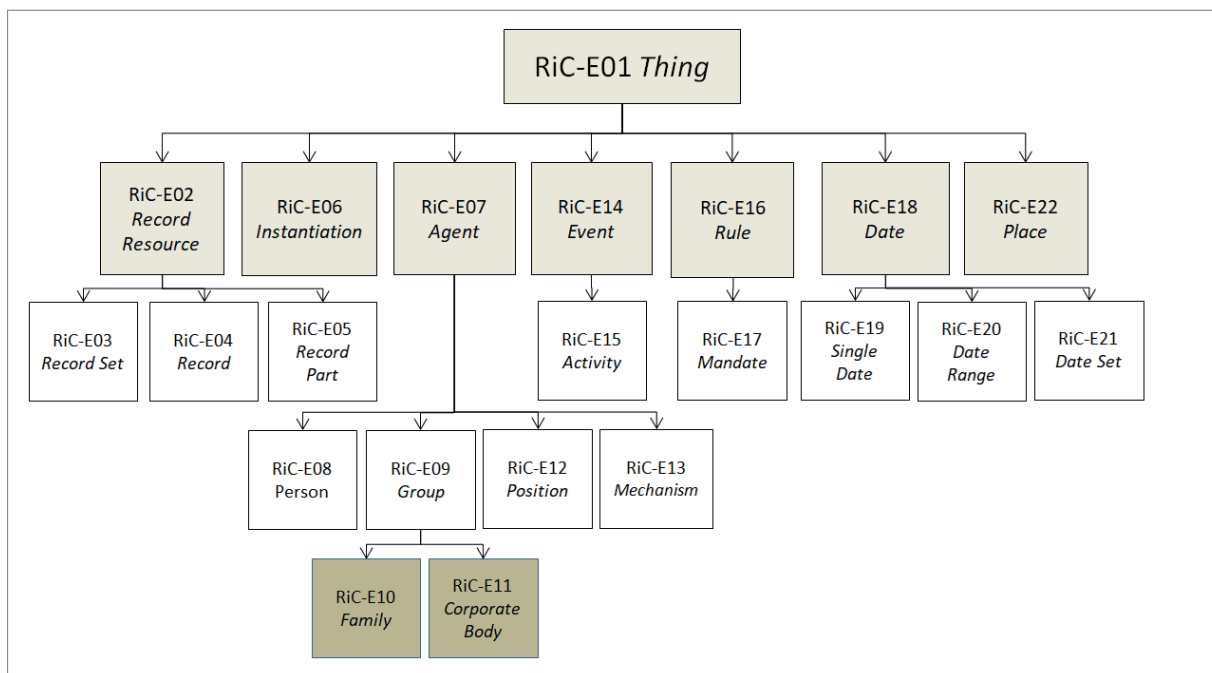 RiC-E01 Thing
RiC-E02
Record
Resource
RiC-E06
Instantiation
RiC-E07
Agent
RiC-E14
Event
RiC-E16
Rule
RiC-E18
Date
RiC-E22
Place
RiC-E03
Record Set
RiC-E04
Record
RiC-E05
Record
Part
RiC-E15
Activity
RiC-E17
Mandate
RiC-E19
Single
Date
RiC-E20
Date
Range
RiC-E21
Date Set
RiC-E08
Person
RiC-E09
Group
RiC-E12
Position
RiC-E13
Mechanism
RiC-E10
Family
RiC-E11
Corporate
Body